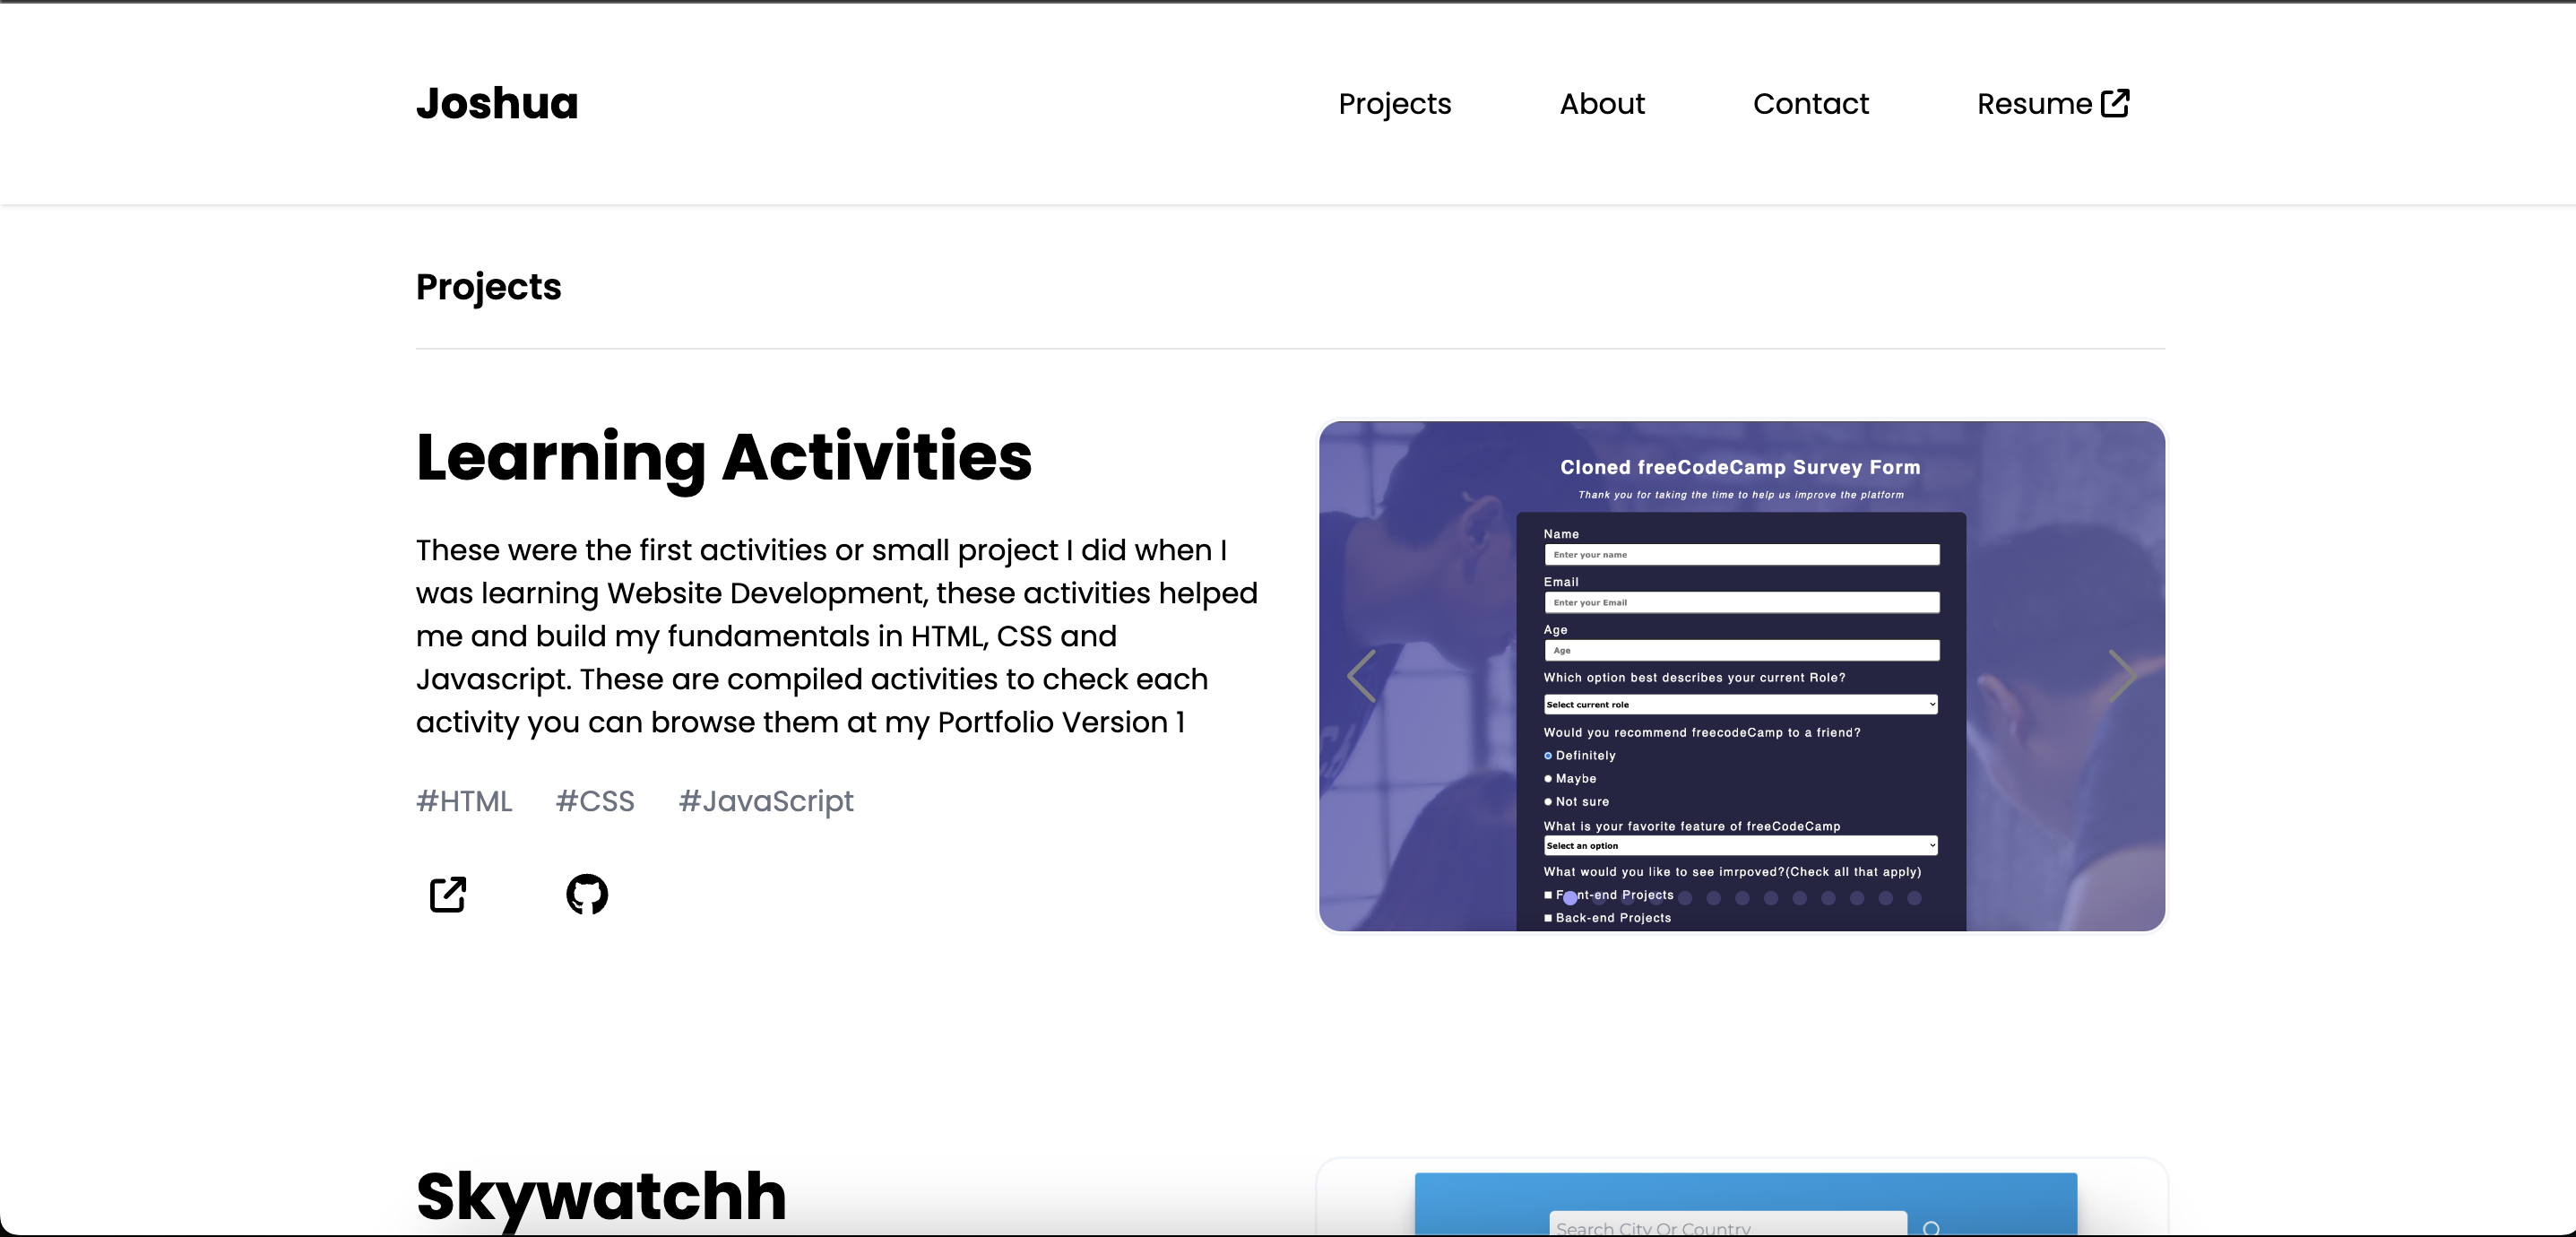 Joshua
Projects About Contact Resume
Projects
Learning Activities
These were the first activities or small project I did when I
was learning Website Development, these activities helped
me and build my fundamentals in HTML, CSS and
Javascript. These are compiled activities to check each
activity you can browse them at my Portfolio Version 1
#HTML #CSS #JavaScript
Cloned freeCodeCamp Survey Form
Thank you for taking the time to help us improve the platform
Name
Enter your name
Email
Enter your Email
Age
Age
Which option best describes your current Role?
Select current role
Would you recommend freecodeCamp to a friend?
Definitely
Maybe
Not sure
What is your favorite feature of freeCodeCamp
Select an option
What would you like to see imrpoved?(Check all that apply)
Front-end Projects
Back-end Projects
Skywatchh
Search City Or Country